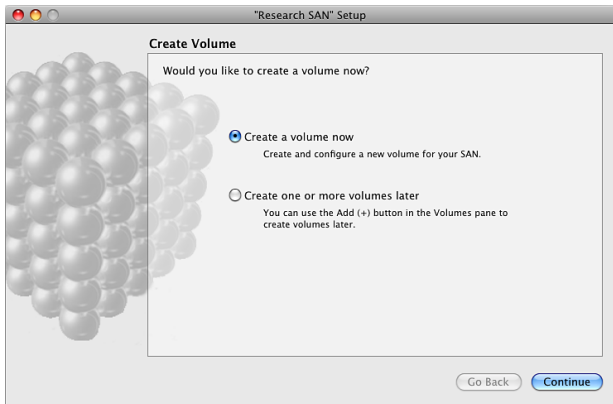 "Research SAN" Setup
Create Volume
Would you like to create a volume now?
Create a volume now
Create and configure a new volume for your SAN.
Create one or more volumes later
You can use the Add (+) button in the Volumes pane to
create volumes later.
Go Back
Continue